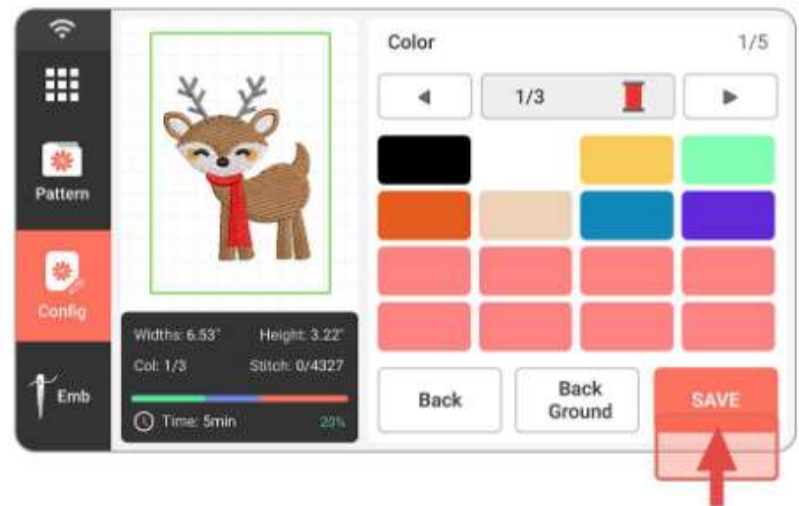 Color 1/5
1/3
Pattern
Config
Emb
Widths: 6.53" Height: 3.22"
Col: 1/3 Stitch: 0/4327
Time: 5min 20%
Back
Back
Ground
SAVE